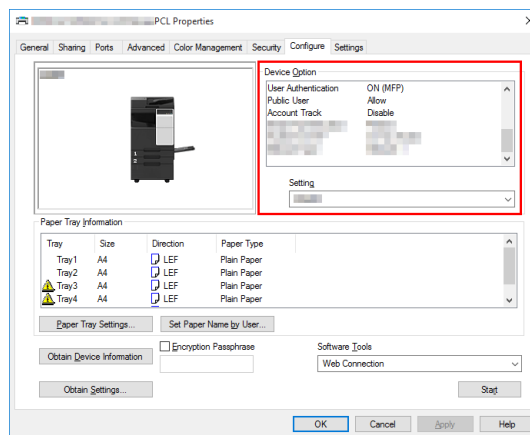 PCL Properties
General Sharing Ports Advanced Color Management Security Configure Settings
Device Option
User Authentication ON (MFP)
Public User Allow
Account Track Disable
Setting
Paper Tray Information
Tray Size Direction Paper Type
Tray1 A4 LEF Plain Paper
Tray2 A4 LEF Plain Paper
Tray3 A4 LEF Plain Paper
Tray4 A4 LEF Plain Paper
Paper Tray Settings... Set Paper Name by User...
Obtain Device Information Encryption Passphrase Software Tools
Web Connection
Obtain Settings... Start
OK Cancel Apply Help